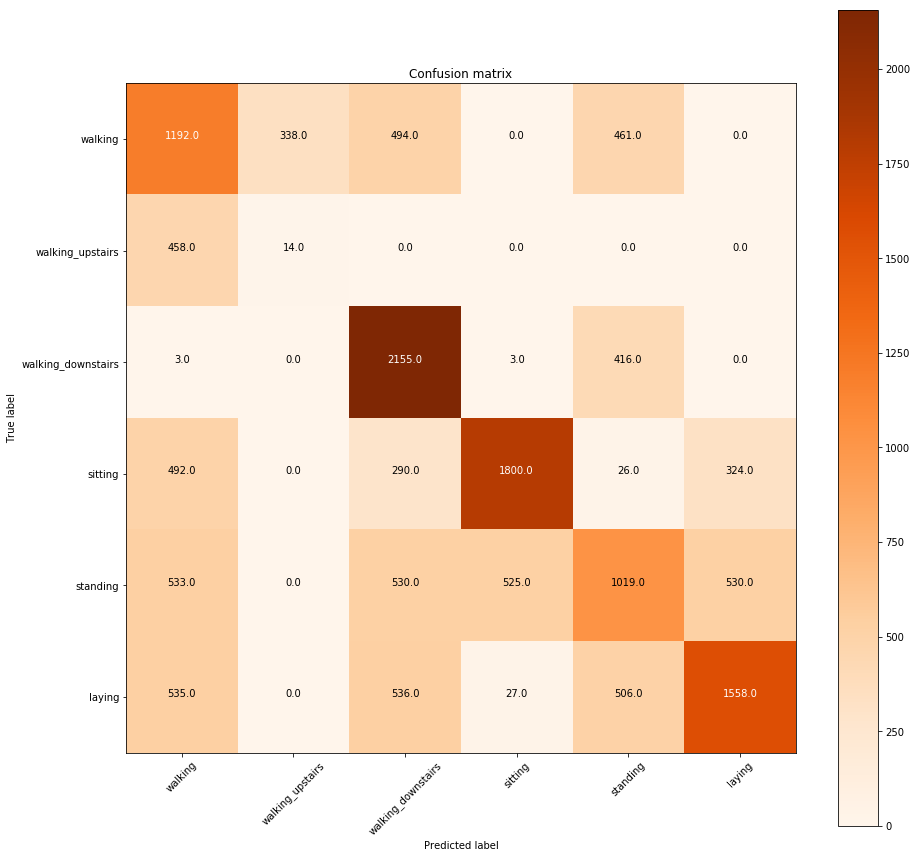 Confusion matrix
walking 1192.0 338.0 494.0 0.0 461.0 0.0
walking_upstairs 458.0 14.0 0.0 0.0 0.0 0.0
walking_downstairs 3.0 0.0 2155.0 3.0 416.0 0.0
sitting 492.0 0.0 290.0 1800.0 26.0 324.0
standing 533.0 0.0 530.0 525.0 1019.0 530.0
laying 535.0 0.0 536.0 27.0 506.0 1558.0
True label
walking walking_upstairs walking_downstairs sitting standing laying
Predicted label
2000
1750
1500
1250
1000
750
500
250
0